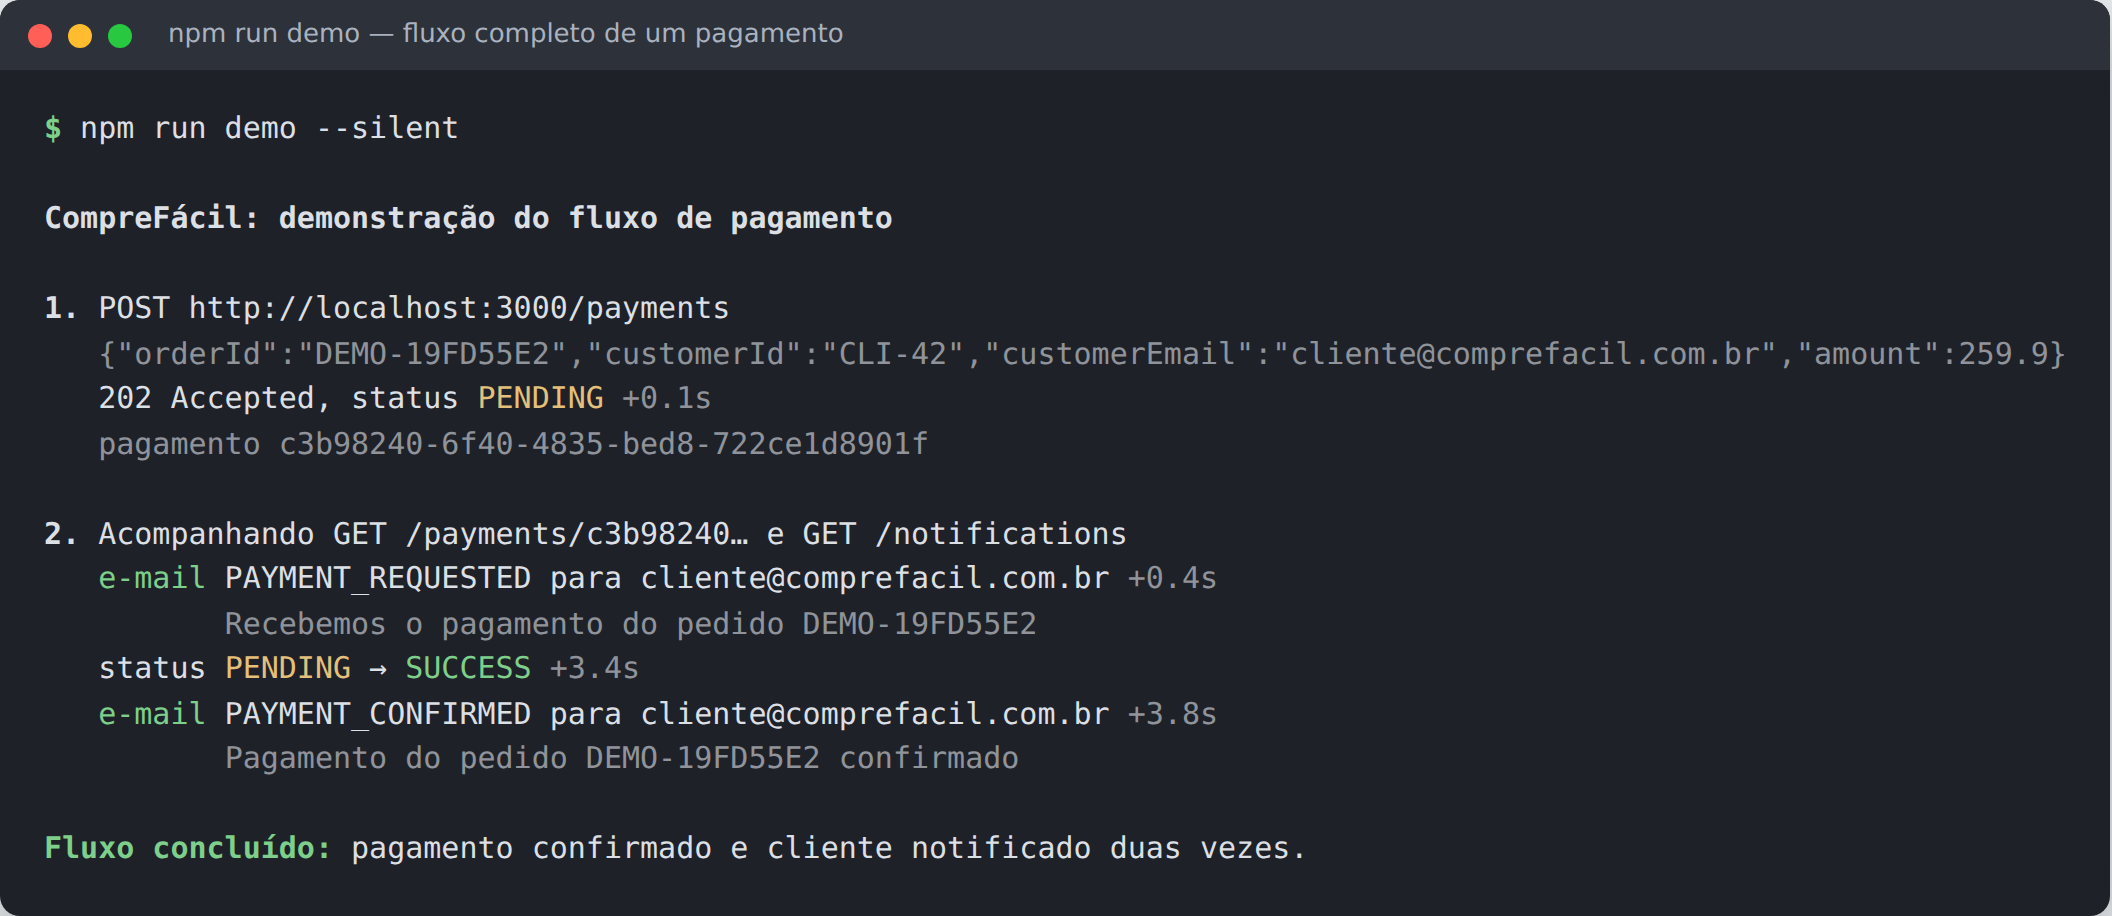 npm run demo — fluxo completo de um pagamento
$ npm run demo --silent
CompreFácil: demonstração do fluxo de pagamento
1. POST http://localhost:3000/payments
{"orderId":"DEMO-19FD55E2","customerId":"CLI-42","customerEmail":"cliente@comprefacil.com.br","amount":259.9}
202 Accepted, status PENDING +0.1s
pagamento c3b98240-6f40-4835-bed8-722ce1d8901f
2. Acompanhando GET /payments/c3b98240… e GET /notifications
e-mail PAYMENT_REQUESTED para cliente@comprefacil.com.br +0.4s
Recebemos o pagamento do pedido DEMO-19FD55E2
status PENDING → SUCCESS +3.4s
e-mail PAYMENT_CONFIRMED para cliente@comprefacil.com.br +3.8s
Pagamento do pedido DEMO-19FD55E2 confirmado
Fluxo concluído: pagamento confirmado e cliente notificado duas vezes.